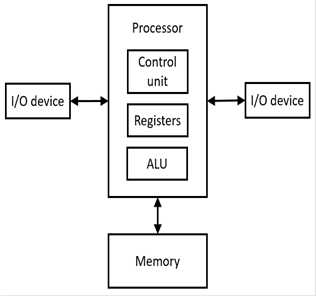 Processor
Control
unit
I/O device
I/O device
Registers
ALU
Memory